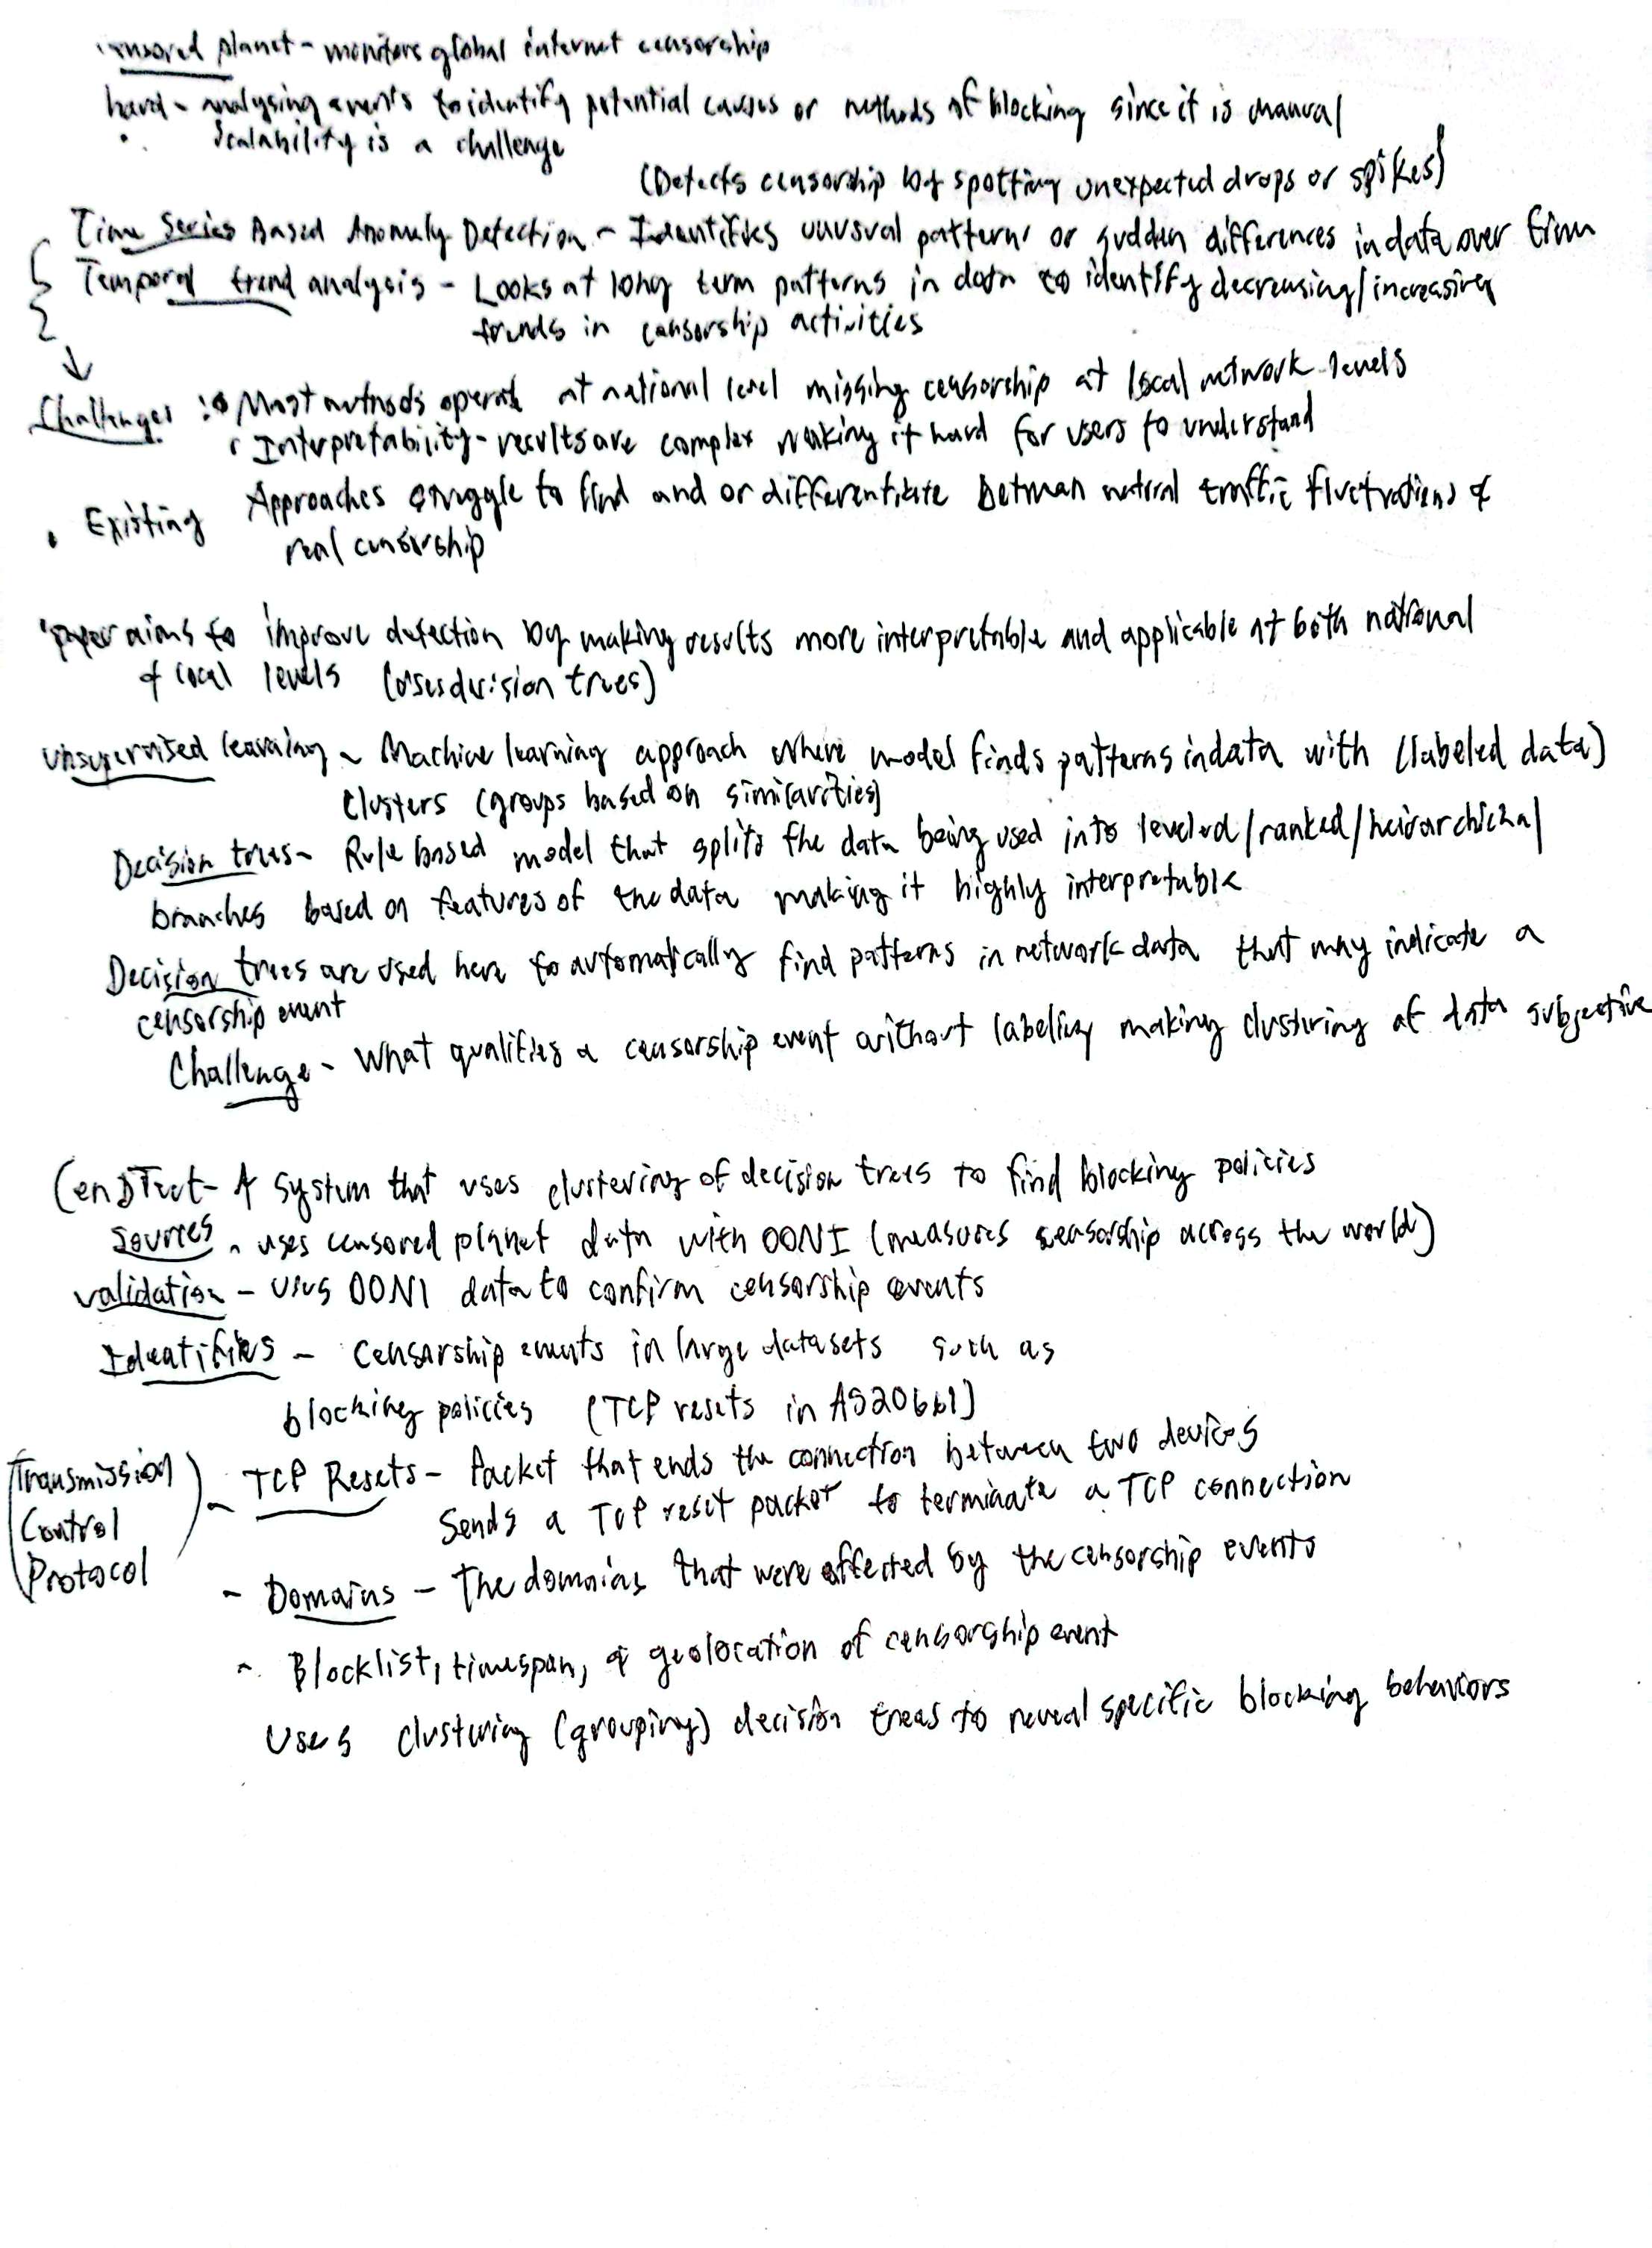 planet - monitors global internet censorship
hard - analysing events to identify potential causes or methods of blocking since it is manual
• Scalability is a challenge
(Detects censorship by spotting unexpected drops or spikes)
Time Series Based Anomaly Detection - Identifies unusual patterns or sudden differences in data over time
Temporal trend analysis - Looks at long term patterns in data to identify decreasing/increasing
trends in censorship activities
Challenges : • Most methods operate at national level missing censorship at local network levels
• Interpretability - results are complex making it hard for users to understand
• Existing Approaches struggle to find and or differentiate between natural traffic fluctuations &
real censorship
• paper aims to improve detection by making results more interpretable and applicable at both national
& local levels (uses decision trees)
Unsupervised learning - Machine learning approach where model finds patterns in data with (labeled data)
Clusters (groups based on similarities)
Decision trees - Rule based model that splits the data being used into leveled/ranked/heirarchichal
branches based on features of the data making it highly interpretable
Decision trees are used here to automatically find patterns in network data that may indicate a
censorship event
Challenge - What qualifies a censorship event without labeling making clustering of data subjective
CenDTect - A system that uses clustering of decision trees to find blocking policies
Sources - uses censored planet data with OONI (measures censorship across the world)
validation - uses OONI data to confirm censorship events
Identifies - Censorship events in large datasets such as
blocking policies (TCP resets in AS20661)
(Transmission Control Protocol) - TCP Resets - Packet that ends the connection between two devices
Sends a TCP reset packet to terminate a TCP connection
- Domains - The domains that were affected by the censorship events
- Blocklist, timespan, & geolocation of censorship event
Uses clustering (grouping) decision trees to reveal specific blocking behaviors